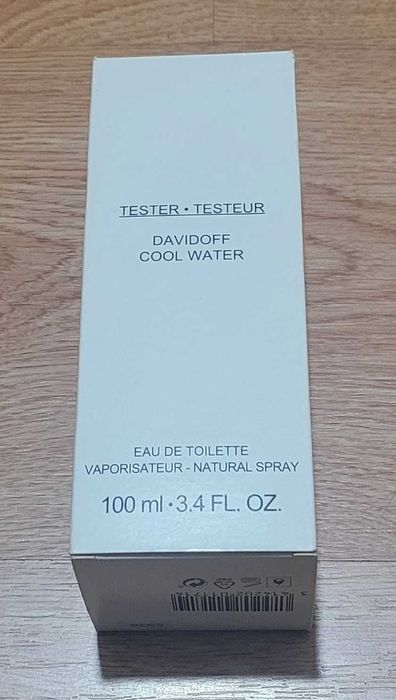 TESTER • TESTEUR
DAVIDOFF
COOL WATER
EAU DE TOILETTE
VAPORISATEUR - NATURAL SPRAY
100 ml • 3.4 FL. OZ.